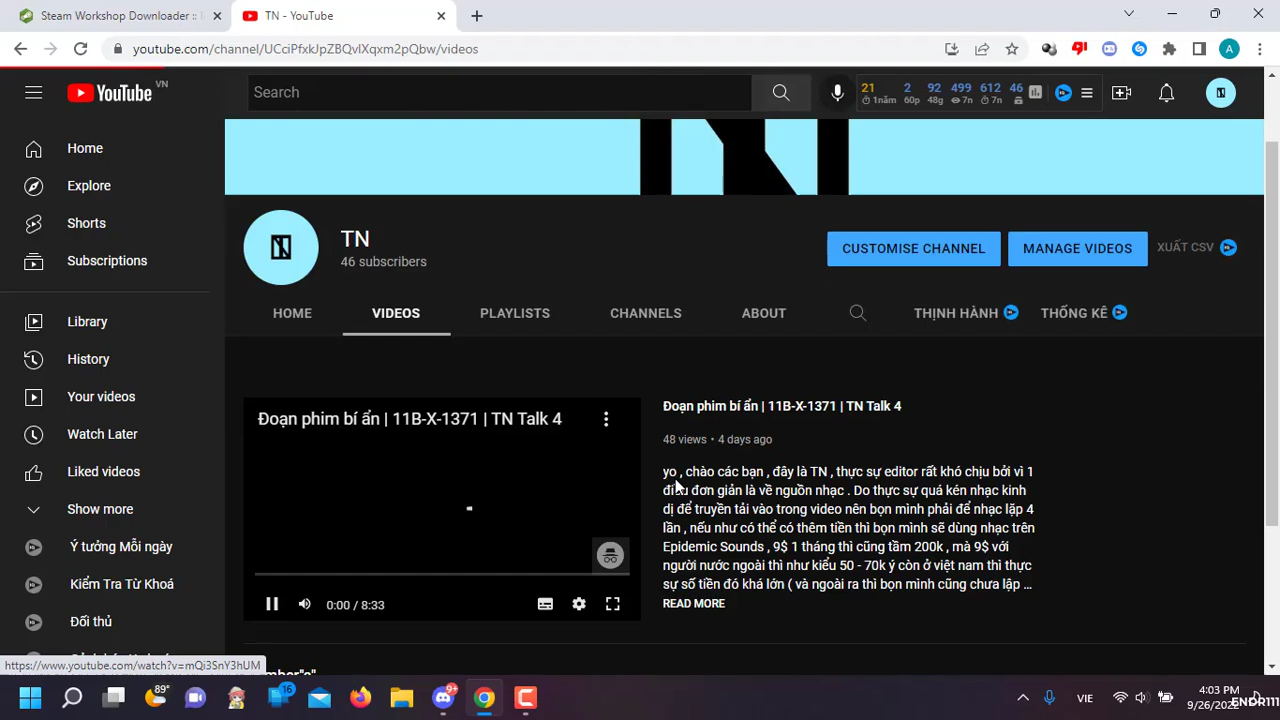 Steam Workshop Downloader ::
TN - YouTube
youtube.com/channel/UCciPfxkJpZBQvlXqxm2pQbw/videos
A
YouTube VN
Search
21 2 92 499 612 46
1năm 60p 48g 7n 7n
Home
Explore
Shorts
Subscriptions
Library
History
Your videos
Watch Later
Liked videos
Show more
Ý tưởng Mỗi ngày
Kiểm Tra Từ Khoá
Đối thủ
TN
46 subscribers
CUSTOMISE CHANNEL
MANAGE VIDEOS
XUẤT CSV
HOME
VIDEOS
PLAYLISTS
CHANNELS
ABOUT
THỊNH HÀNH
THỐNG KÊ
Đoạn phim bí ẩn | 11B-X-1371 | TN Talk 4
0:00 / 8:33
Đoạn phim bí ẩn | 11B-X-1371 | TN Talk 4
48 views • 4 days ago
yo , chào các bạn , đây là TN , thực sự editor rất khó chịu bởi vì 1
điều đơn giản là về nguồn nhạc . Do thực sự quá kén nhạc kinh
dị để truyền tải vào trong video nên bọn mình phải để nhạc lặp 4
lần , nếu như có thể có thêm tiền thì bọn mình sẽ dùng nhạc trên
Epidemic Sounds , 9$ 1 tháng thì cũng tầm 200k , mà 9$ với
người nước ngoài thì như kiểu 50 - 70k ý còn ở việt nam thì thực
sự số tiền đó khá lớn ( và ngoài ra thì bọn mình cũng chưa lập ...
READ MORE
https://www.youtube.com/watch?v=mQj3SnY3hUM
89°
16
9+
VIE
4:03 PM
9/26/2022
ENDR111